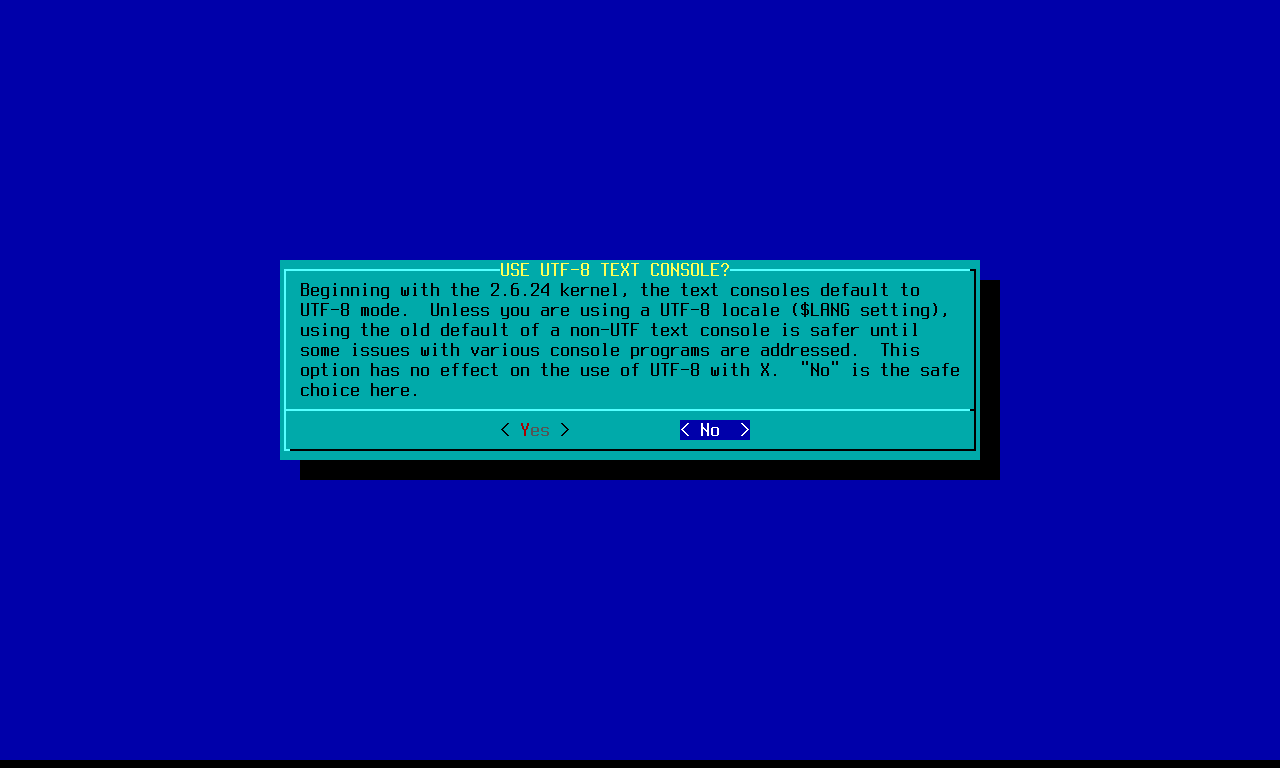 USE UTF-8 TEXT CONSOLE?
Beginning with the 2.6.24 kernel, the text consoles default to
UTF-8 mode.  Unless you are using a UTF-8 locale ($LANG setting),
using the old default of a non-UTF text console is safer until
some issues with various console programs are addressed.  This
option has no effect on the use of UTF-8 with X.  "No" is the safe
choice here.
< Yes > < No  >